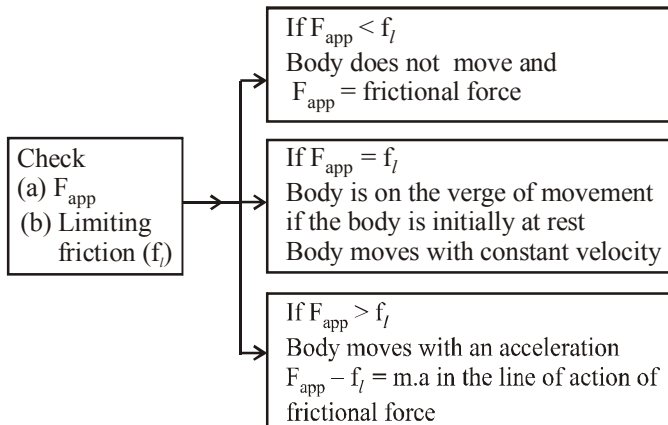 Check
(a) F_app
(b) Limiting
friction (f_l)
If F_app < f_l
Body does not move and
F_app = frictional force
If F_app = f_l
Body is on the verge of movement
if the body is initially at rest
Body moves with constant velocity
If F_app > f_l
Body moves with an acceleration
F_app – f_l = m.a in the line of action of
frictional force